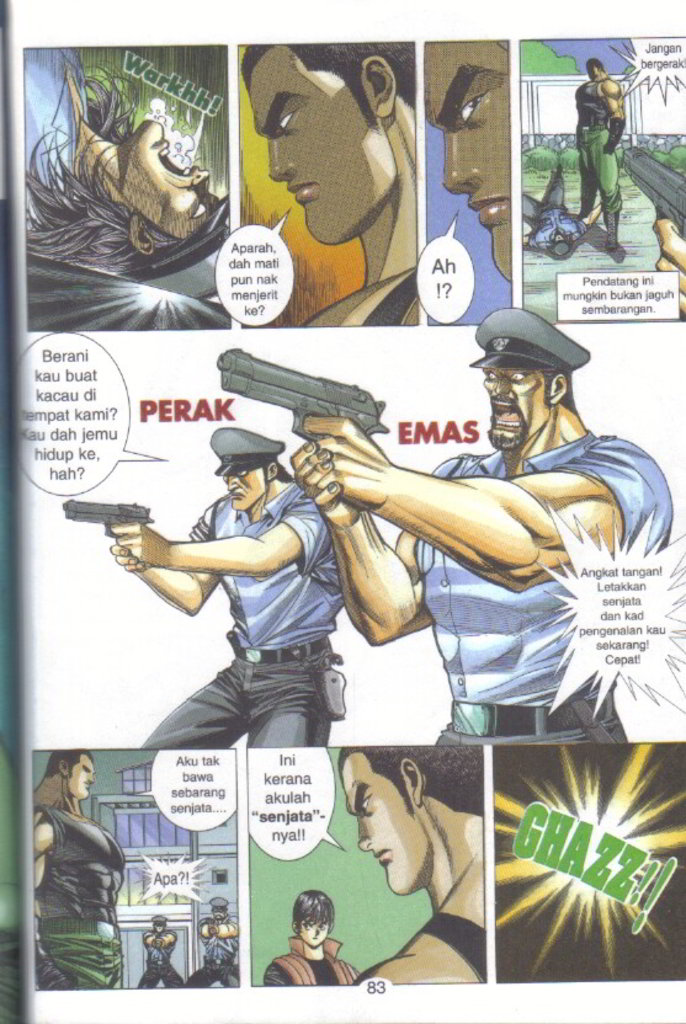 Warkhh!
Aparah,
dah mati
pun nak
menjerit
ke?
Ah
!?
Jangan
bergerak!
Pendatang ini
mungkin bukan jaguh
sembarangan.
Berani
kau buat
kacau di
tempat kami?
Kau dah jemu
hidup ke,
hah?
PERAK
EMAS
Angkat tangan!
Letakkan
senjata
dan kad
pengenalan kau
sekarang!
Cepat!
Aku tak
bawa
sebarang
senjata....
Apa?!
Ini
kerana
akulah
“senjata”-
nya!!
GHAZZ!!
83